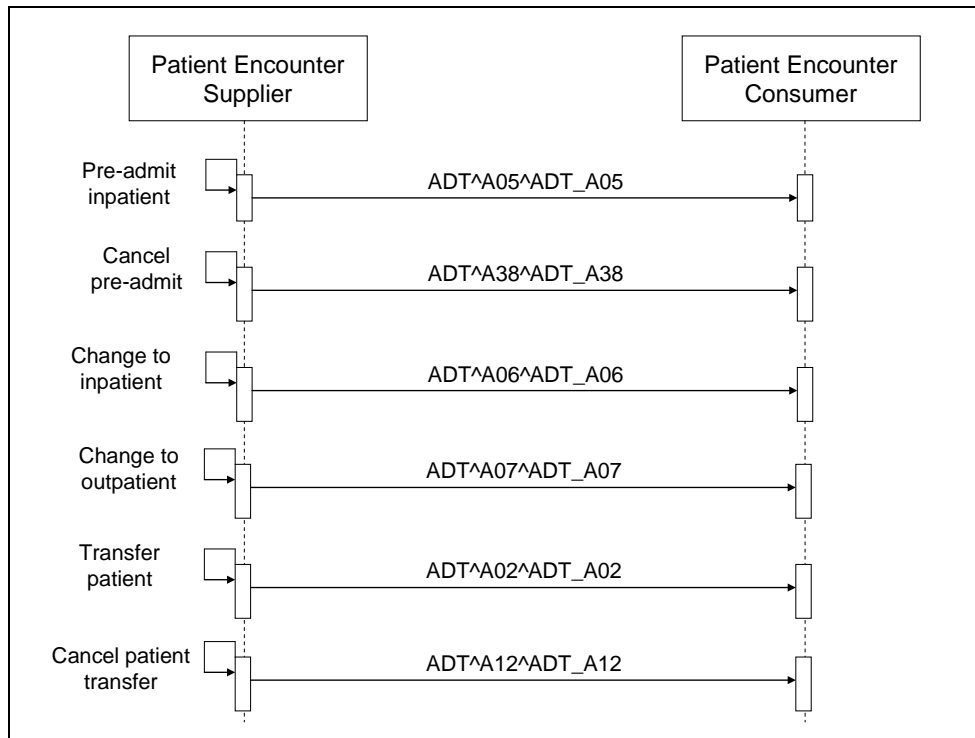 Patient Encounter
Supplier
Patient Encounter
Consumer
Pre-admit
inpatient
ADT^A05^ADT_A05
Cancel
pre-admit
ADT^A38^ADT_A38
Change to
inpatient
ADT^A06^ADT_A06
Change to
outpatient
ADT^A07^ADT_A07
Transfer
patient
ADT^A02^ADT_A02
Cancel patient
transfer
ADT^A12^ADT_A12